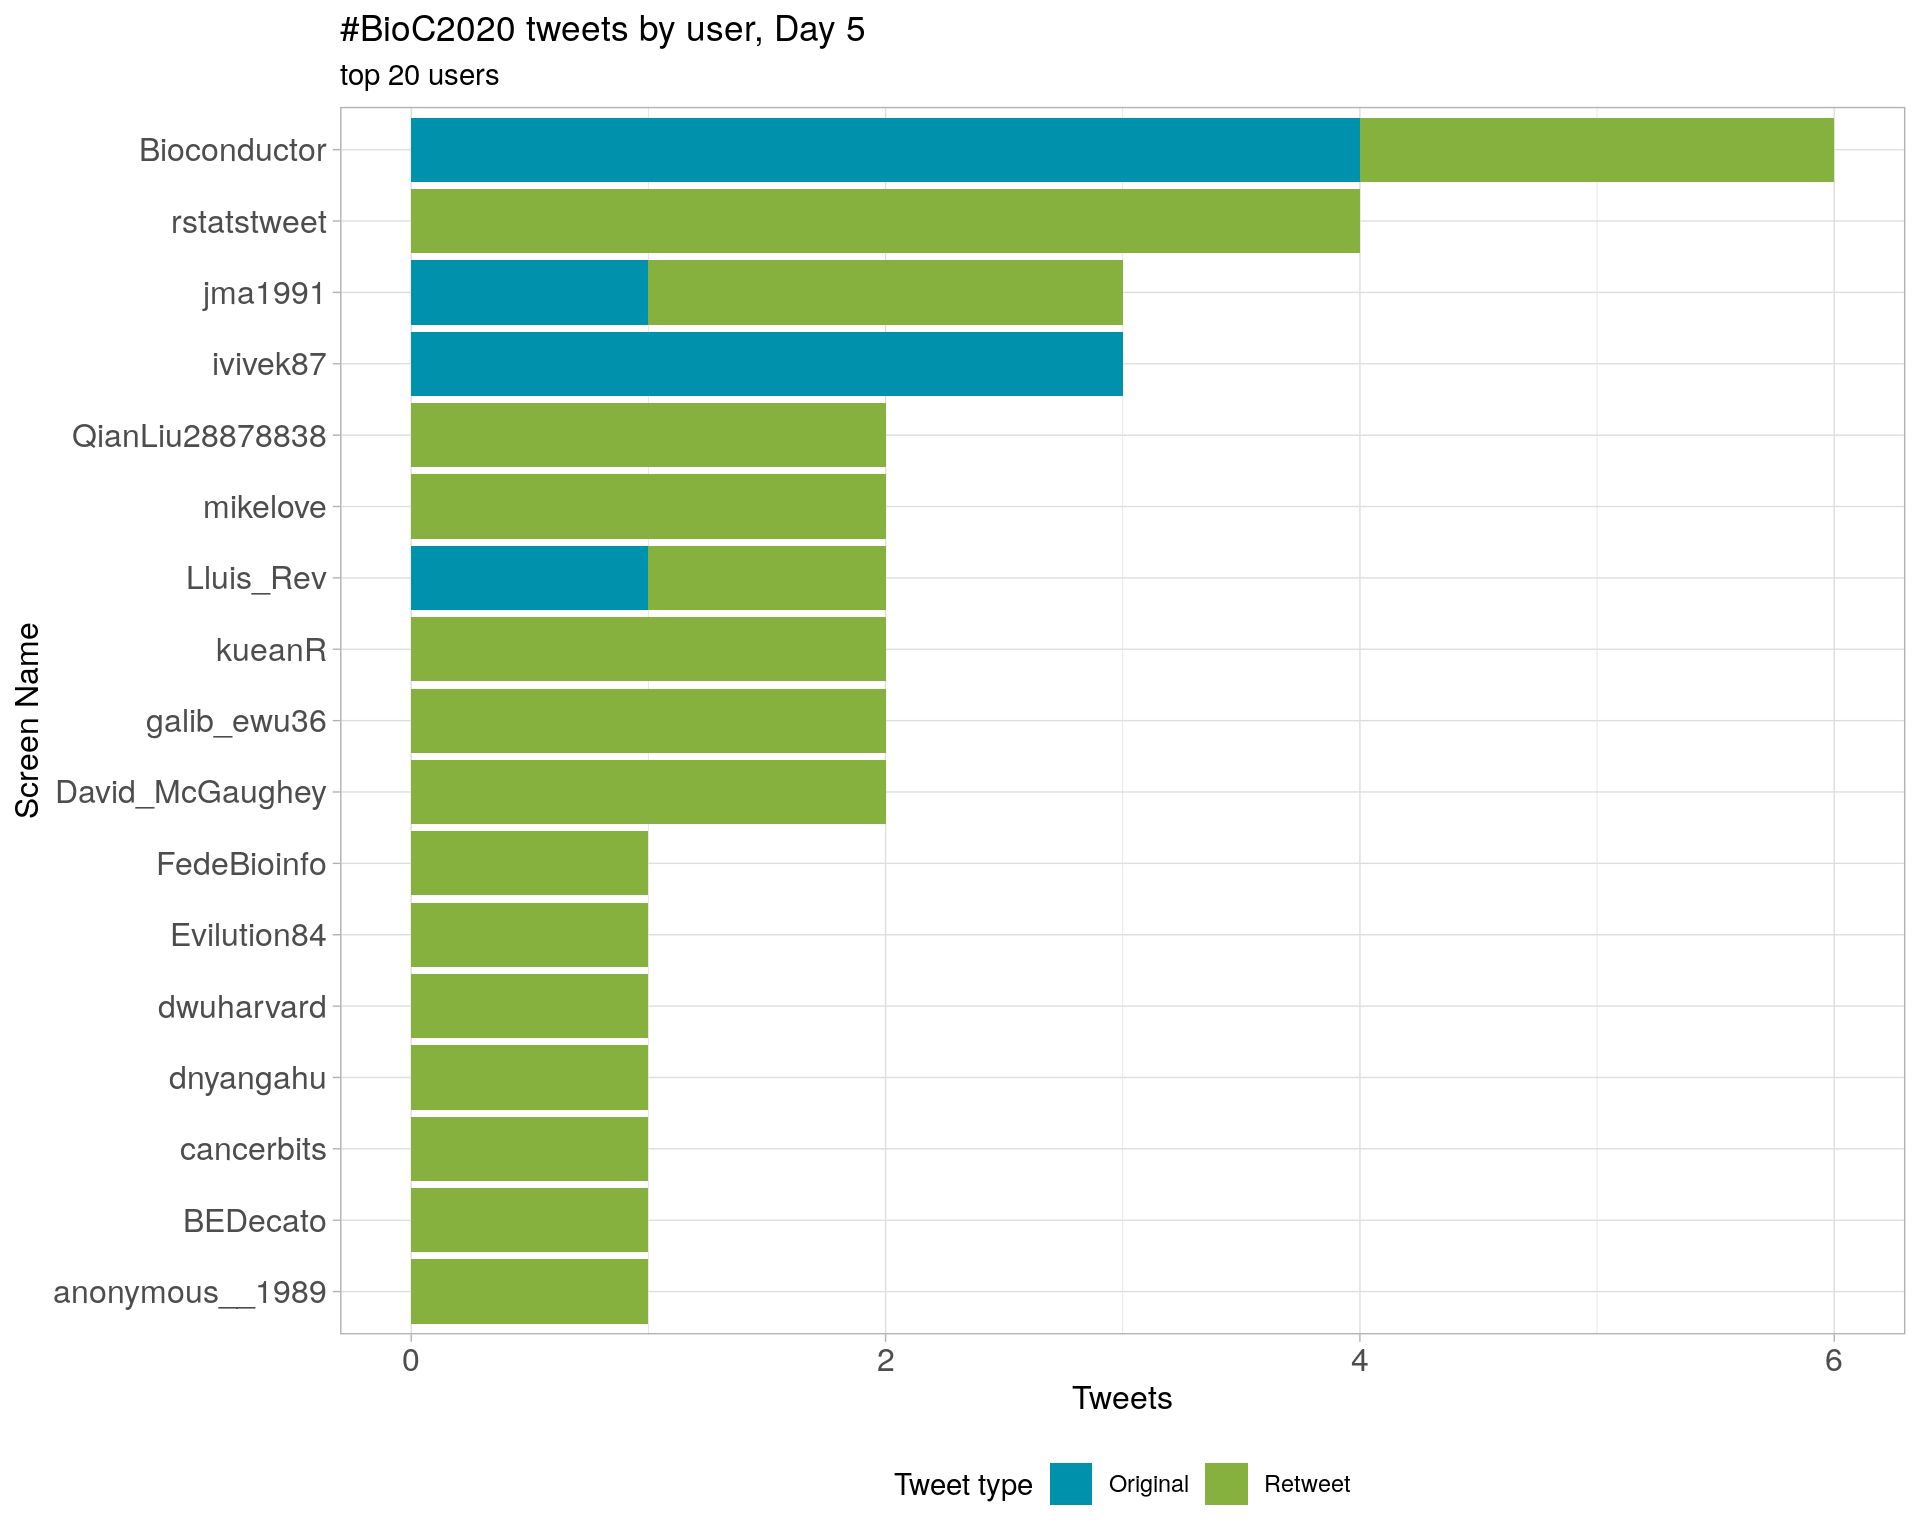 #BioC2020 tweets by user, Day 5
top 20 users
Bioconductor
rstatstweet
jma1991
ivivek87
QianLiu28878838
mikelove
Lluis_Rev
kueanR
galib_ewu36
David_McGaughey
FedeBioinfo
Evilution84
dwuharvard
dnyangahu
cancerbits
BEDecato
anonymous__1989
Screen Name
0 2 4 6
Tweets
Tweet type Original Retweet